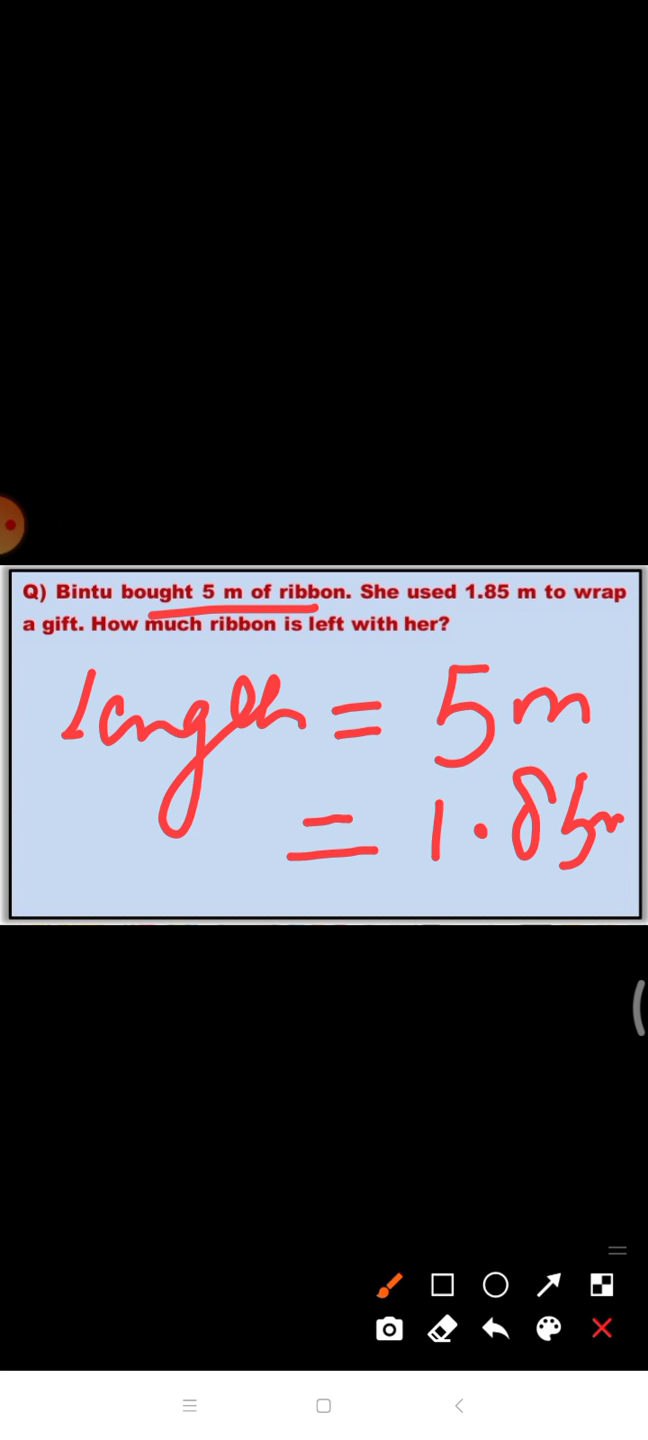 Q) Bintu bought 5 m of ribbon. She used 1.85 m to wrap
a gift. How much ribbon is left with her?
length = 5m
= 1.85m